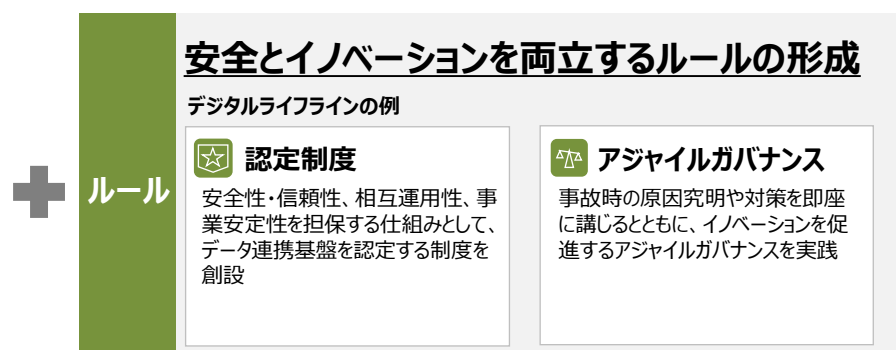 安全とイノベーションを両立するルールの形成
デジタルライフラインの例
ルール
認定制度
安全性・信頼性、相互運用性、事
業安定性を担保する仕組みとして、
データ連携基盤を認定する制度を
創設
アジャイルガバナンス
事故時の原因究明や対策を即座
に講じるとともに、イノベーションを促
進するアジャイルガバナンスを実践